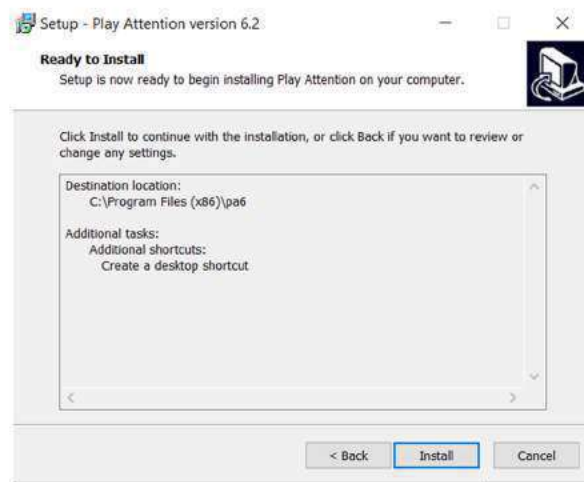 Setup - Play Attention version 6.2
Ready to Install
Setup is now ready to begin installing Play Attention on your computer.
Click Install to continue with the installation, or click Back if you want to review or
change any settings.
Destination location:
C:\Program Files (x86)\pa6
Additional tasks:
Additional shortcuts:
Create a desktop shortcut
< Back Install Cancel